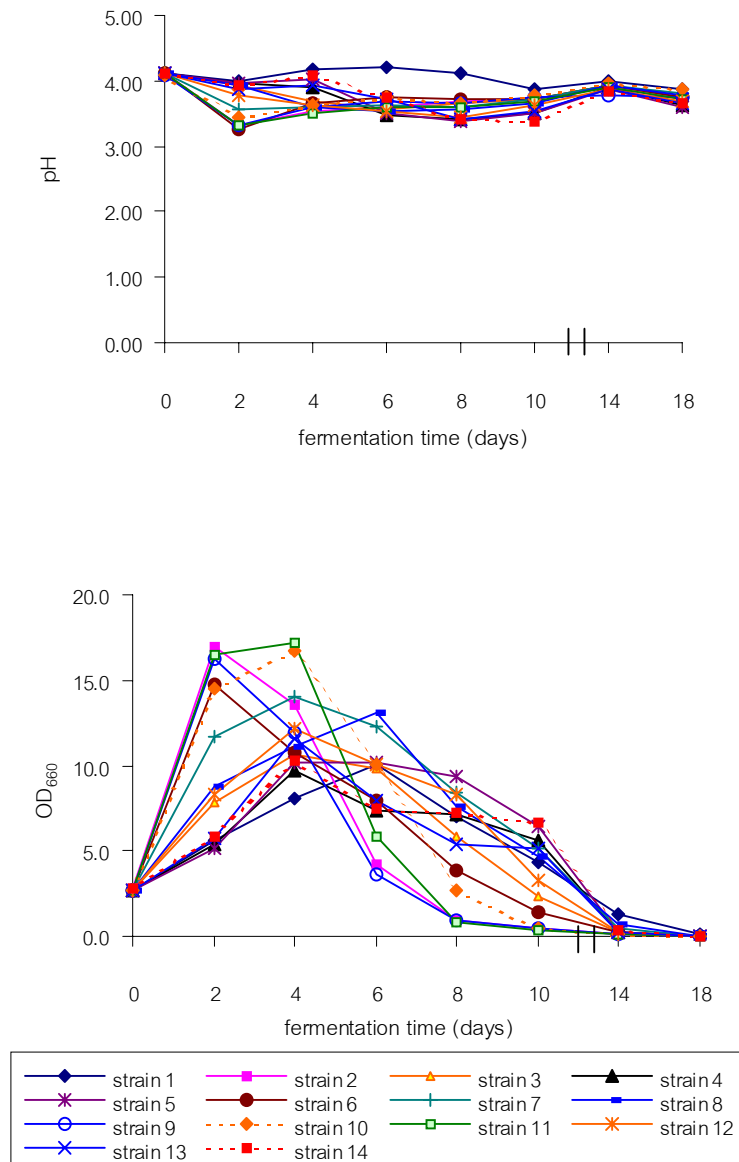 5.00
4.00
3.00
2.00
1.00
0.00
pH
0 2 4 6 8 10 14 18
fermentation time (days)
20.0
15.0
10.0
5.0
0.0
OD660
0 2 4 6 8 10 14 18
fermentation time (days)
strain 1 strain 2 strain 3 strain 4
strain 5 strain 6 strain 7 strain 8
strain 9 strain 10 strain 11 strain 12
strain 13 strain 14